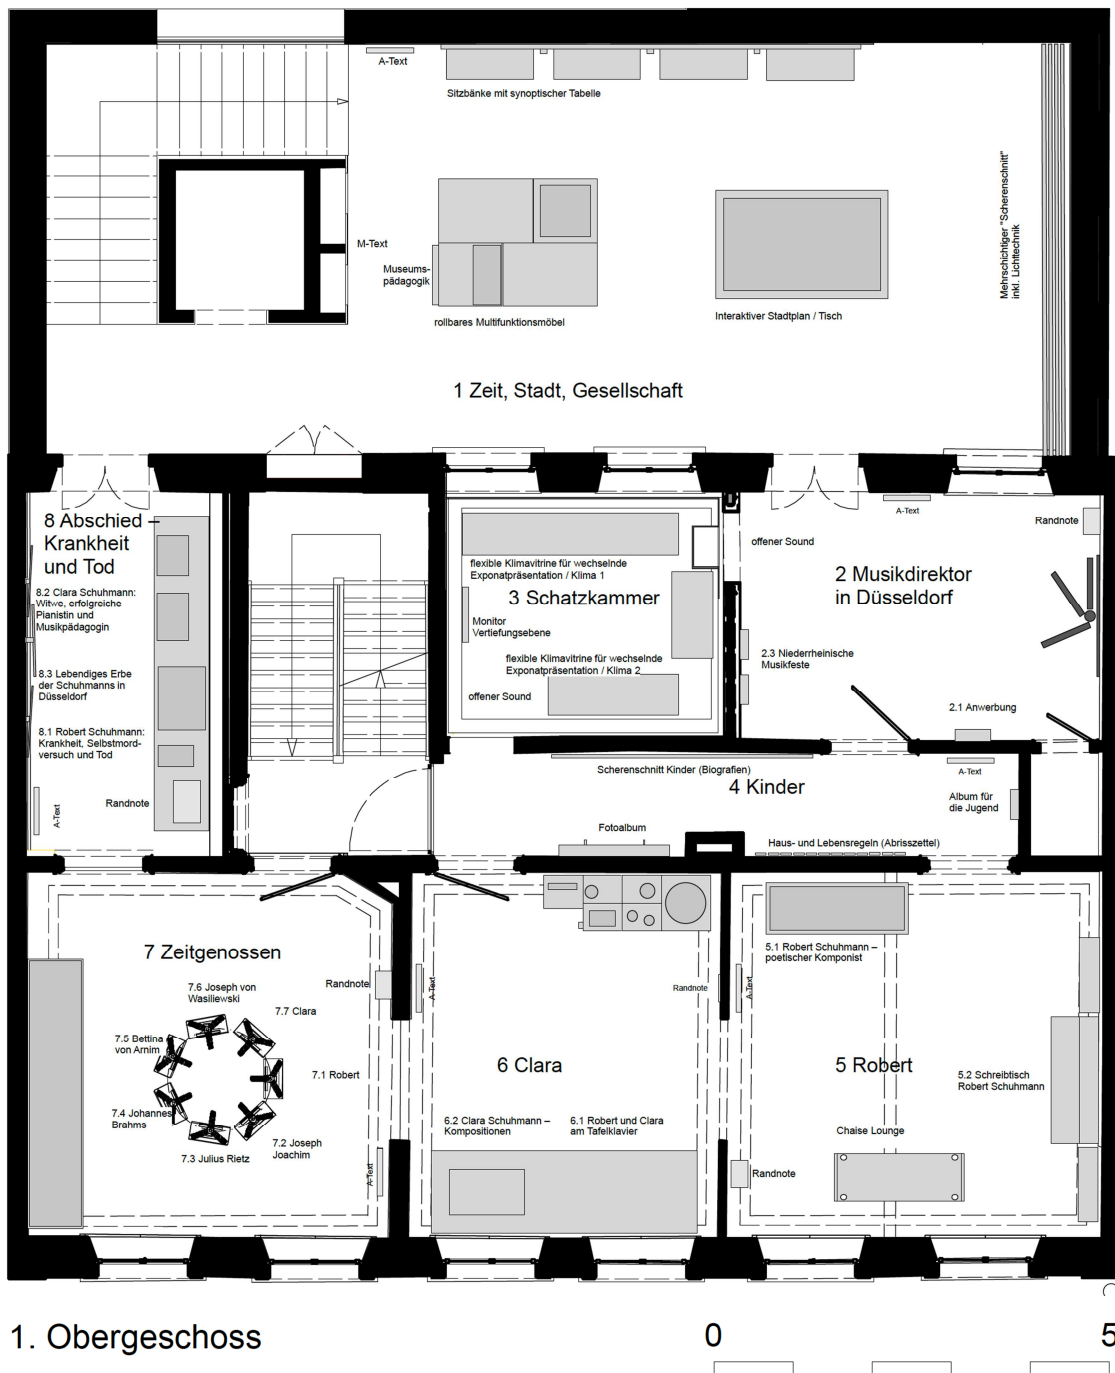 A-Text
Sitzbänke mit synoptischer Tabelle
Mehrschichtiger "Scherenschnitt"
inkl. Lichttechnik
M-Text
Museums-
pädagogik
rollbares Multifunktionsmöbel
Interaktiver Stadtplan / Tisch
1 Zeit, Stadt, Gesellschaft
8 Abschied –
Krankheit
und Tod
8.2 Clara Schuhmann:
Witwe, erfolgreiche
Pianistin und
Musikpädagogin
8.3 Lebendiges Erbe
der Schuhmanns in
Düsseldorf
8.1 Robert Schuhmann:
Krankheit, Selbstmord-
versuch und Tod
Randnote
A-Text
flexible Klimavitrine für wechselnde
Exponatpräsentation / Klima 1
3 Schatzkammer
Monitor
Vertiefungsebene
flexible Klimavitrine für wechselnde
Exponatpräsentation / Klima 2
offener Sound
A-Text
Randnote
offener Sound
2 Musikdirektor
in Düsseldorf
2.3 Niederrheinische
Musikfeste
2.1 Anwerbung
Scherenschnitt Kinder (Biografien)
4 Kinder
A-Text
Album für
die Jugend
Fotoalbum
Haus- und Lebensregeln (Abrisszettel)
7 Zeitgenossen
Randnote
7.6 Joseph von
Wasiliewski
7.7 Clara
7.5 Bettina
von Arnim
7.1 Robert
7.4 Johannes
Brahms
7.2 Joseph
Joachim
7.3 Julius Rietz
A-Text
A-Text
Randnote
6 Clara
6.2 Clara Schuhmann –
Kompositionen
6.1 Robert und Clara
am Tafelklavier
5.1 Robert Schuhmann –
poetischer Komponist
A-Text
5 Robert
5.2 Schreibtisch
Robert Schuhmann
Chaise Lounge
Randnote
1. Obergeschoss
0
5